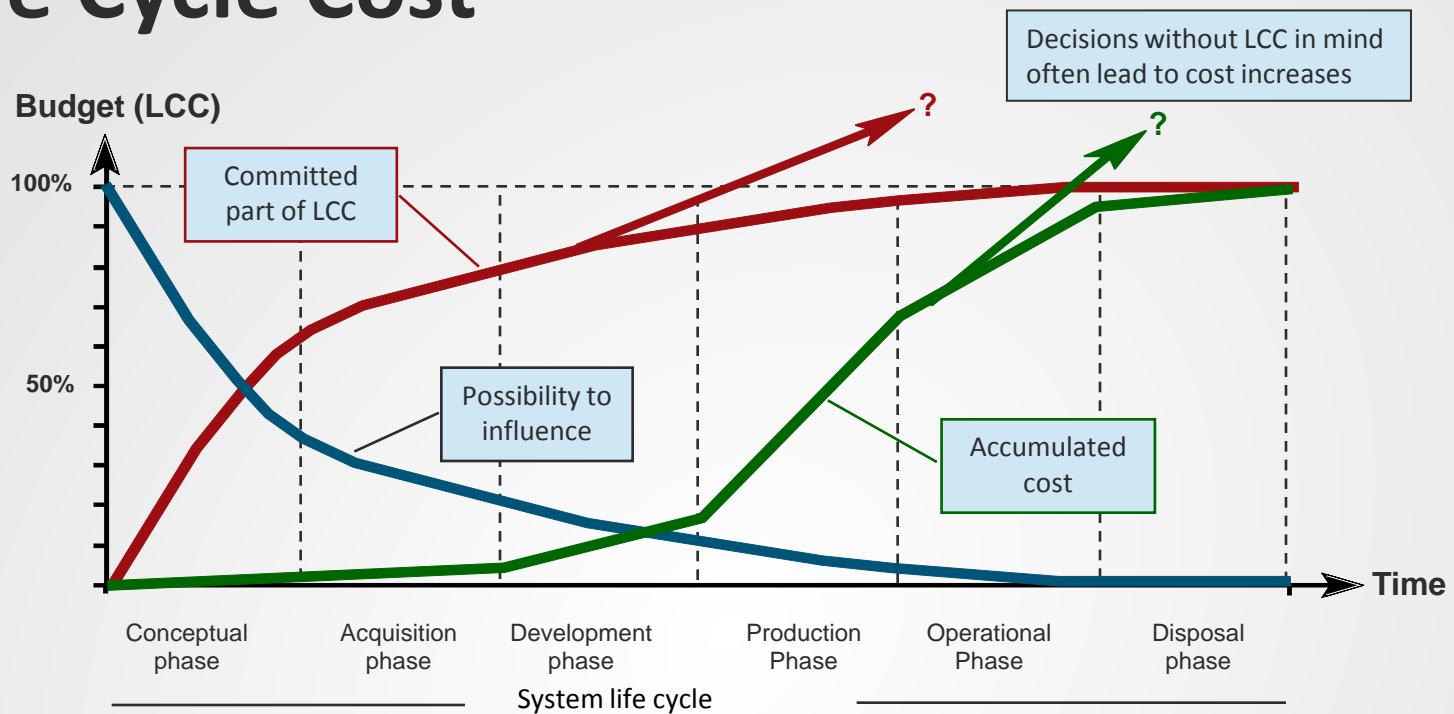 e Cycle Cost
Decisions without LCC in mind
often lead to cost increases
Budget (LCC)
?
?
100%
Committed
part of LCC
50%
Possibility to
influence
Accumulated
cost
Time
Conceptual
phase
Acquisition
phase
Development
phase
Production
Phase
Operational
Phase
Disposal
phase
System life cycle